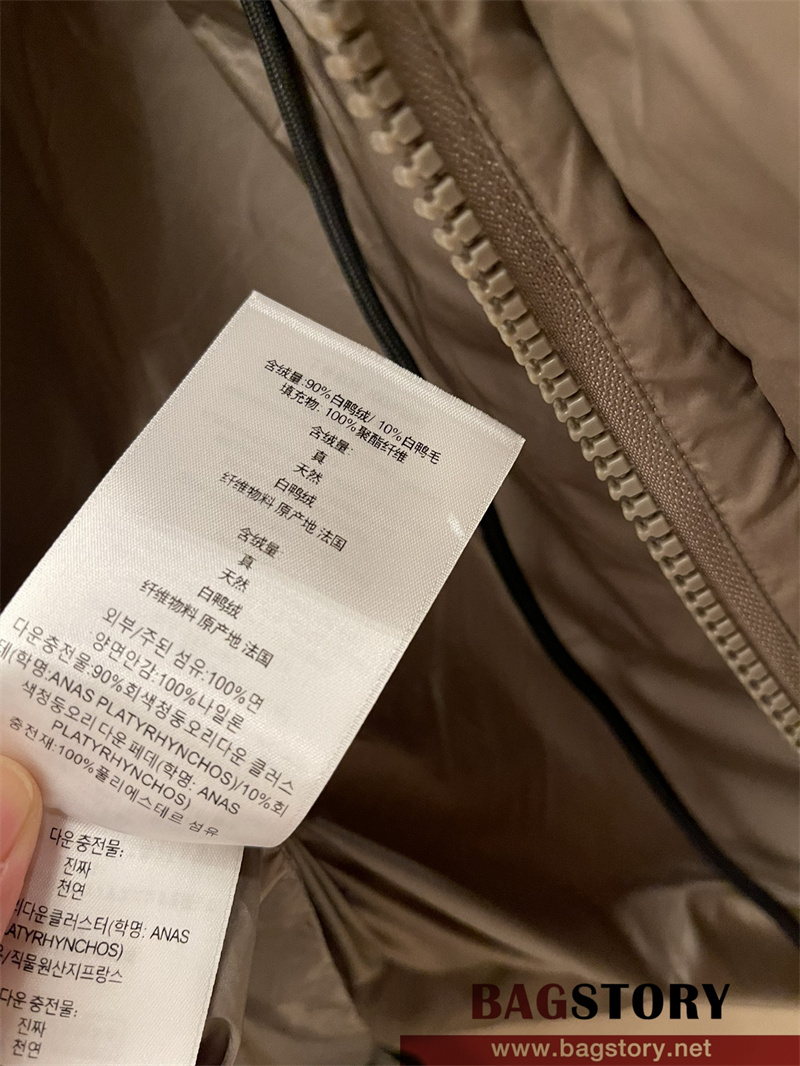 含绒量:90%白鸭绒/ 10%白鸭毛
填充物: 100%聚酯纤维
含绒量:
真
天然
白鸭绒
纤维物料 原产地 法国
含绒量:
真
天然
白鸭绒
纤维物料 原产地 法国
외부/주된 섬유:100%면
양면안감:100%나일론
다운충전물:90%회색청둥오리다운 클러스
테(학명:ANAS PLATYRHYNCHOS)/10%회
색청둥오리다운 페데(학명: ANAS
PLATYRHYNCHOS)
충전재:100%폴리에스테르 섬유
다운 충전물:
진짜
천연
리다운클러스터(학명: ANAS
LATYRHYNCHOS)
유/직물원산지프랑스
다운 충전물:
진짜
천연
BAGSTORY
www.bagstory.net